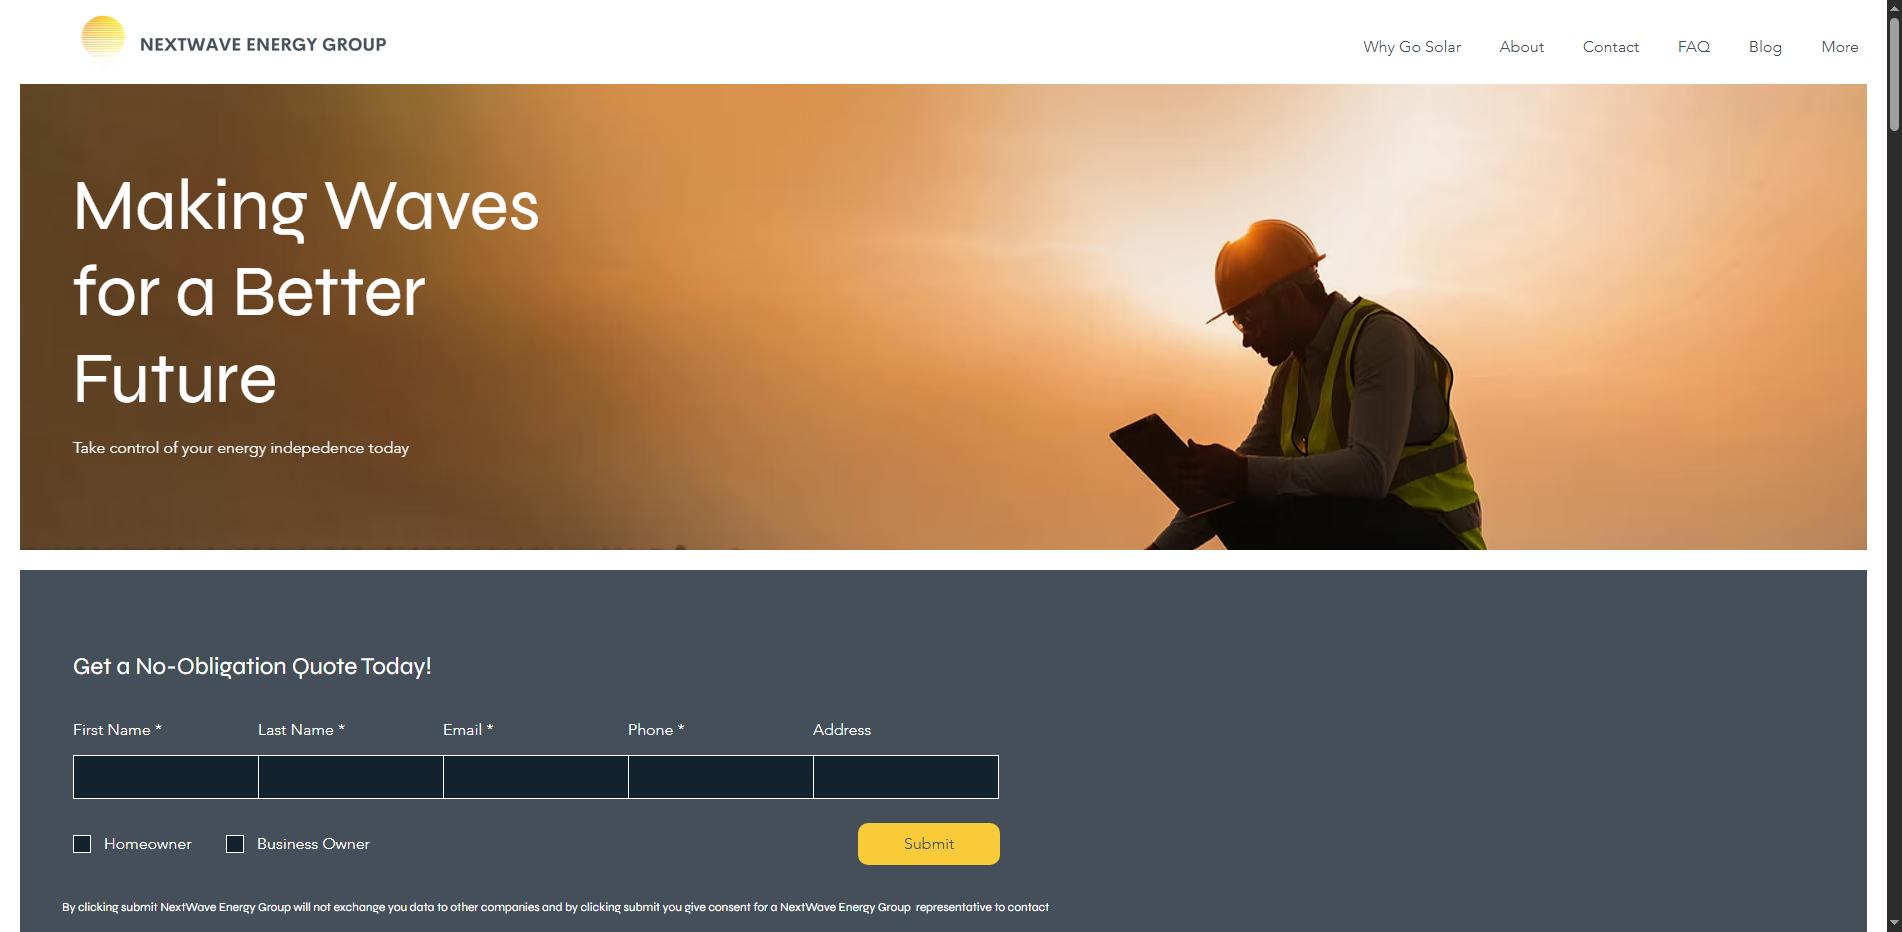 NEXTWAVE ENERGY GROUP
Why Go Solar
About
Contact
FAQ
Blog
More
Making Waves
for a Better
Future
Take control of your energy indepedence today
Get a No-Obligation Quote Today!
First Name *
Last Name *
Email *
Phone *
Address
Homeowner
Business Owner
Submit
By clicking submit NextWave Energy Group will not exchange you data to other companies and by clicking submit you give consent for a NextWave Energy Group representative to contact